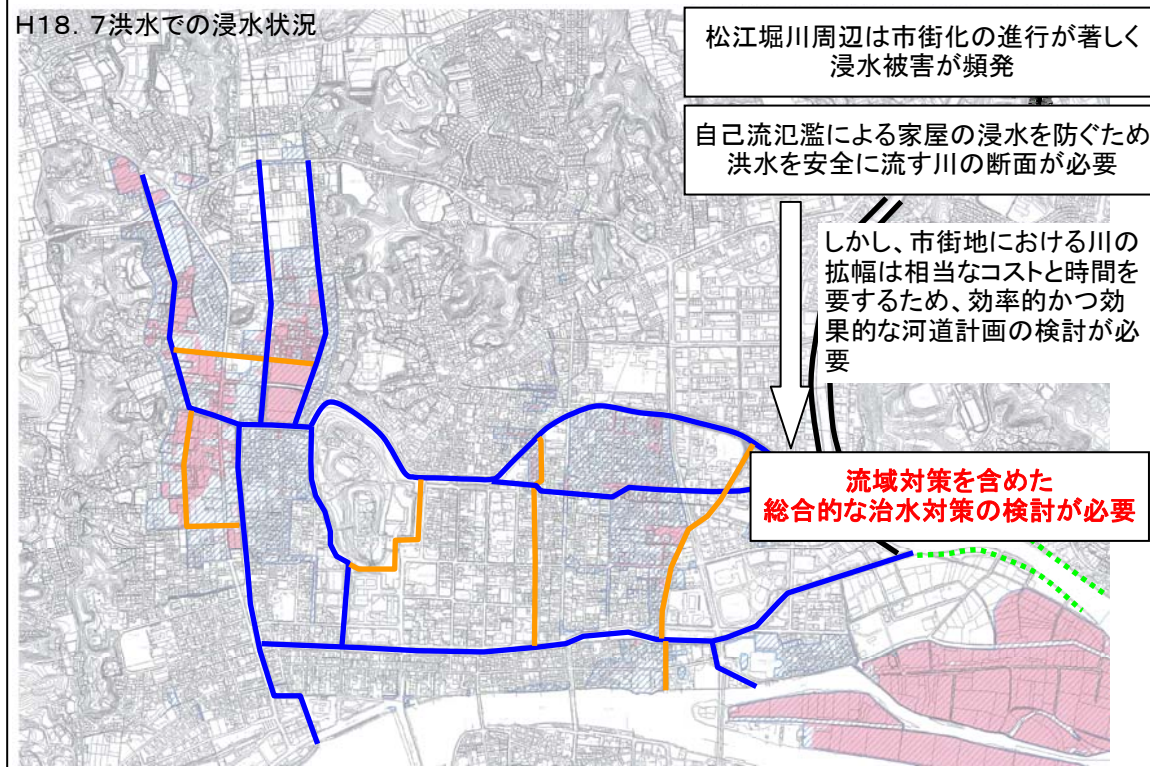 H18．7洪水での浸水状況
松江堀川周辺は市街化の進行が著しく
浸水被害が頻発
自己流氾濫による家屋の浸水を防ぐため
洪水を安全に流す川の断面が必要
しかし、市街地における川の
拡幅は相当なコストと時間を
要するため、効率的かつ効
果的な河道計画の検討が必
要
流域対策を含めた
総合的な治水対策の検討が必要